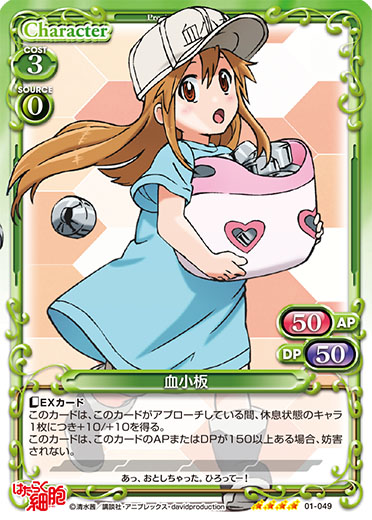 Character
COST
3
SOURCE
0
血小板
50 AP
DP 50
血小板
EXカード
このカードは、このカードがアプローチしている間、休息状態のキャラ
1枚につき+10/+10を得る。
このカードは、このカードのAPまたはDPが150以上ある場合、妨害
されない。
あっ、おとしちゃった。ひろってー!
はたらく
細胞
©清水茜/講談社・アニプレックス・davidproduction
01-049